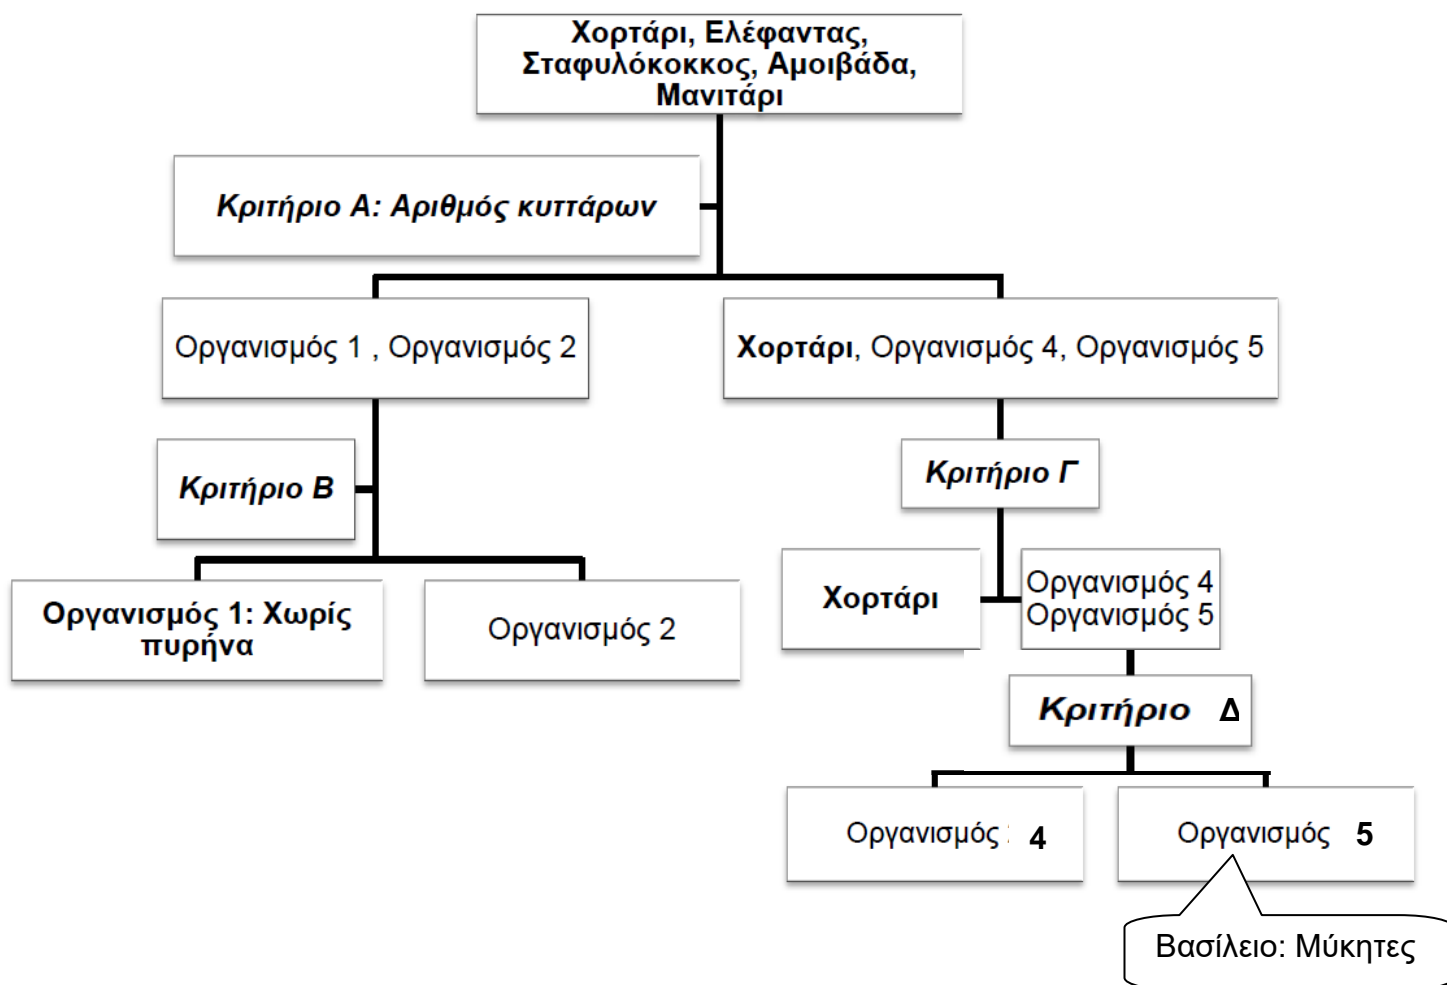 Χορτάρι, Ελέφαντας,
Σταφυλόκοκκος, Αμοιβάδα,
Μανιτάρι
Κριτήριο Α: Αριθμός κυττάρων
Οργανισμός 1 , Οργανισμός 2
Χορτάρι, Οργανισμός 4, Οργανισμός 5
Κριτήριο Β
Κριτήριο Γ
Οργανισμός 1: Χωρίς
πυρήνα
Οργανισμός 2
Χορτάρι
Οργανισμός 4
Οργανισμός 5
Κριτήριο Δ
Οργανισμός 4
Οργανισμός 5
Βασίλειο: Μύκητες